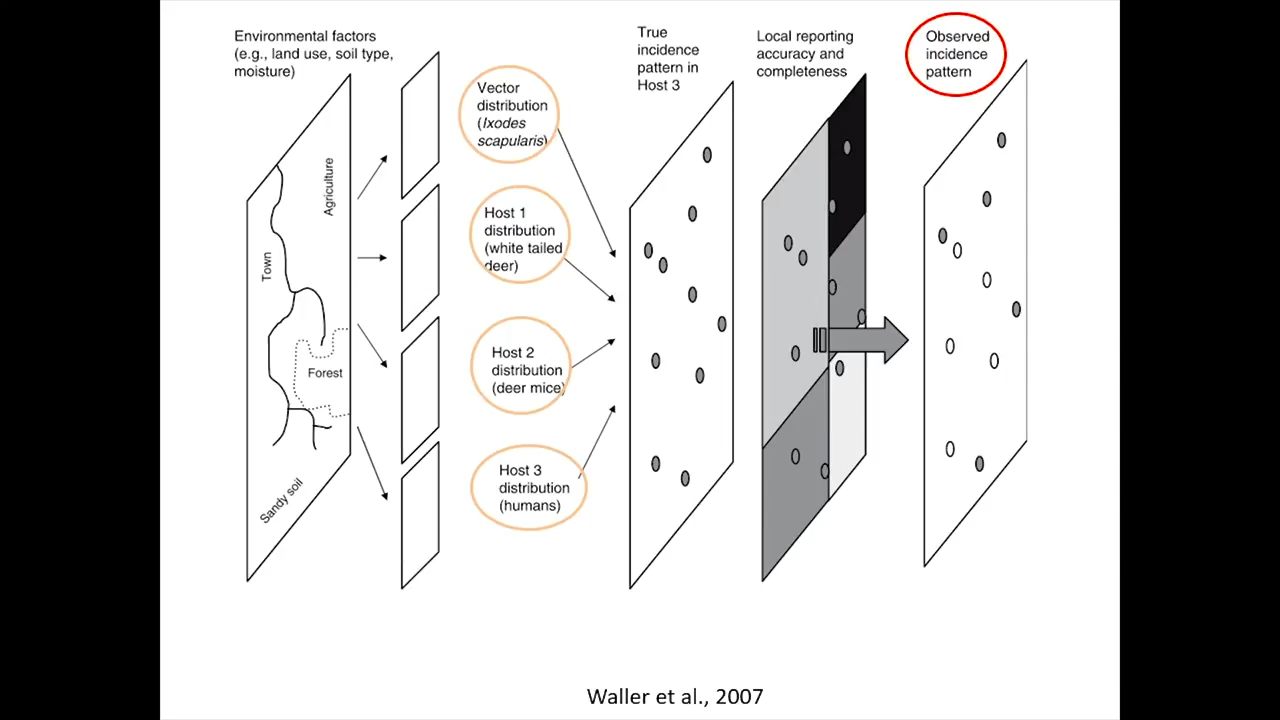 Environmental factors
(e.g., land use, soil type,
moisture)
Agriculture
Town
Forest
Sandy soil
Vector
distribution
(Ixodes
scapularis)
Host 1
distribution
(white tailed
deer)
Host 2
distribution
(deer mice)
Host 3
distribution
(humans)
True
incidence
pattern in
Host 3
Local reporting
accuracy and
completeness
Observed
incidence
pattern
Waller et al., 2007